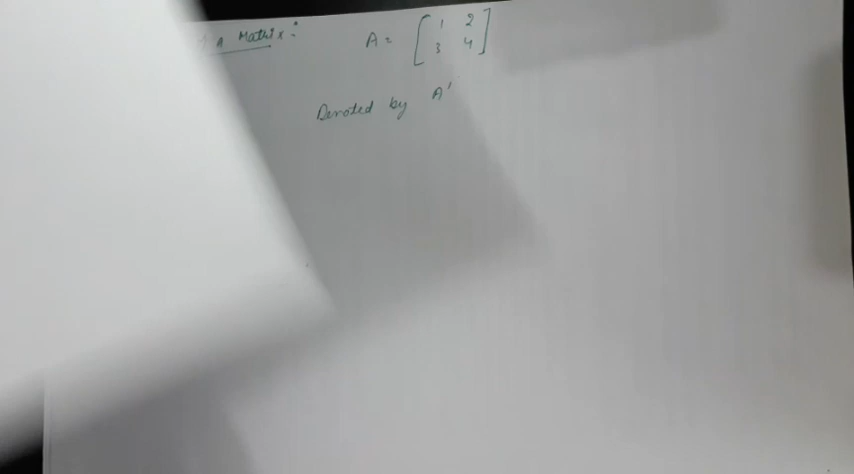 A Matrix :
A = [ 1 2
3 4 ]
Denoted by A'